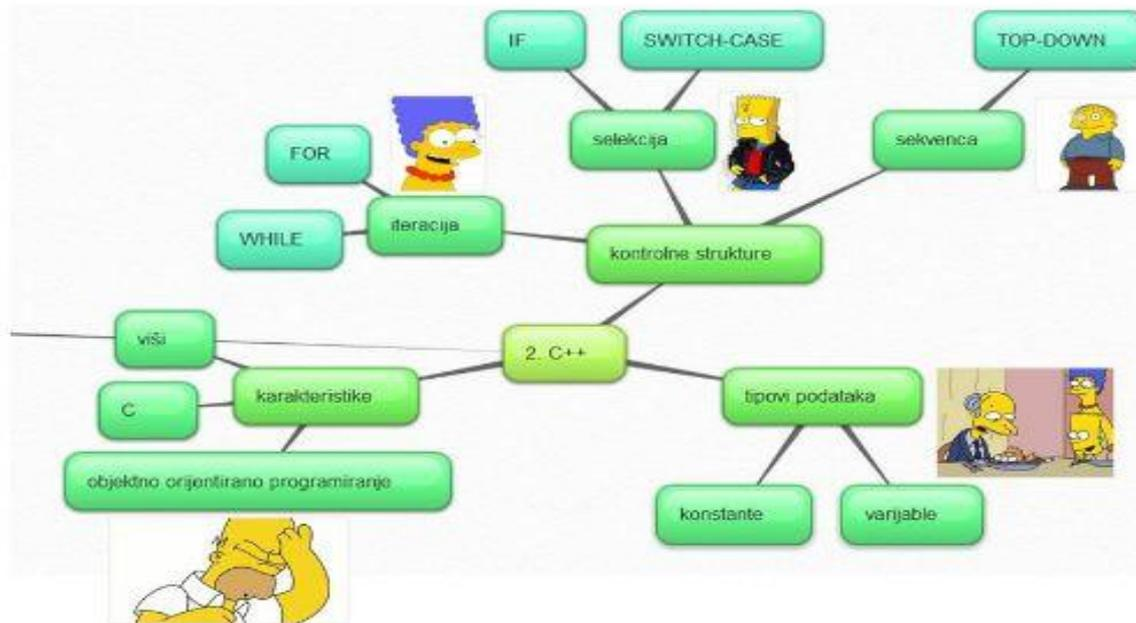 IF
SWITCH-CASE
TOP-DOWN
selekcija
sekvenca
FOR
WHILE
iteracija
kontrolne strukture
viši
2. C++
C
karakteristike
tipovi podataka
objektno orijentirano programiranje
konstante
varijable